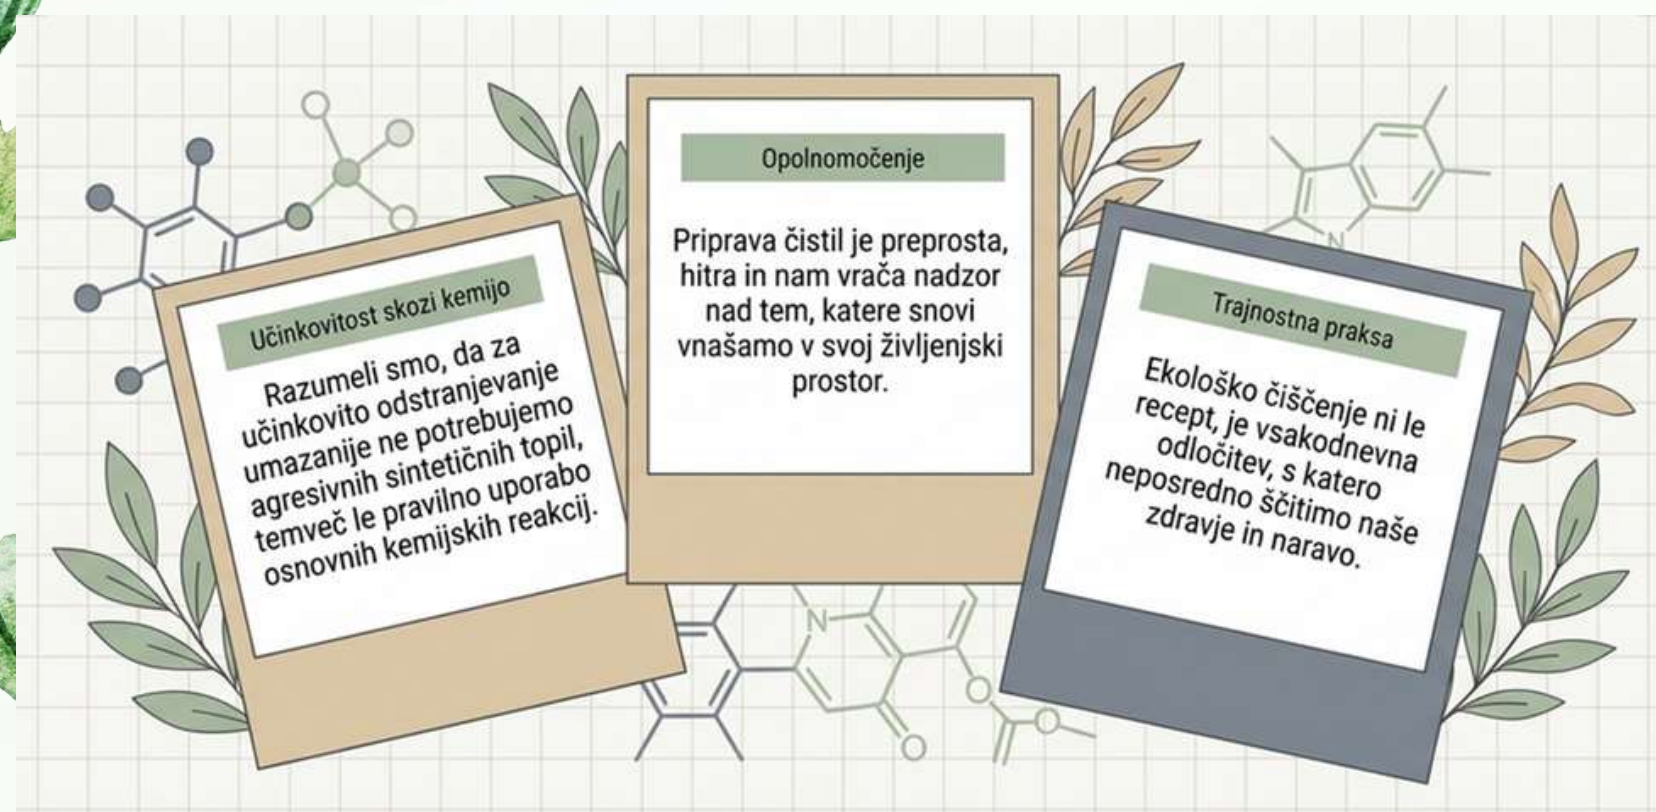 Učinkovitost skozi kemijo
Razumeli smo, da za
učinkovito odstranjevanje
umazanije ne potrebujemo
agresivnih sintetičnih topil,
temveč le pravilno uporabo
osnovnih kemijskih reakcij.
Opolnomočenje
Priprava čistil je preprosta,
hitra in nam vrača nadzor
nad tem, katere snovi
vnašamo v svoj življenjski
prostor.
Trajnostna praksa
Ekološko čiščenje ni le
recept, je vsakodnevna
odločitev, s katero
neposredno ščitimo naše
zdravje in naravo.
N
N
O
O
O